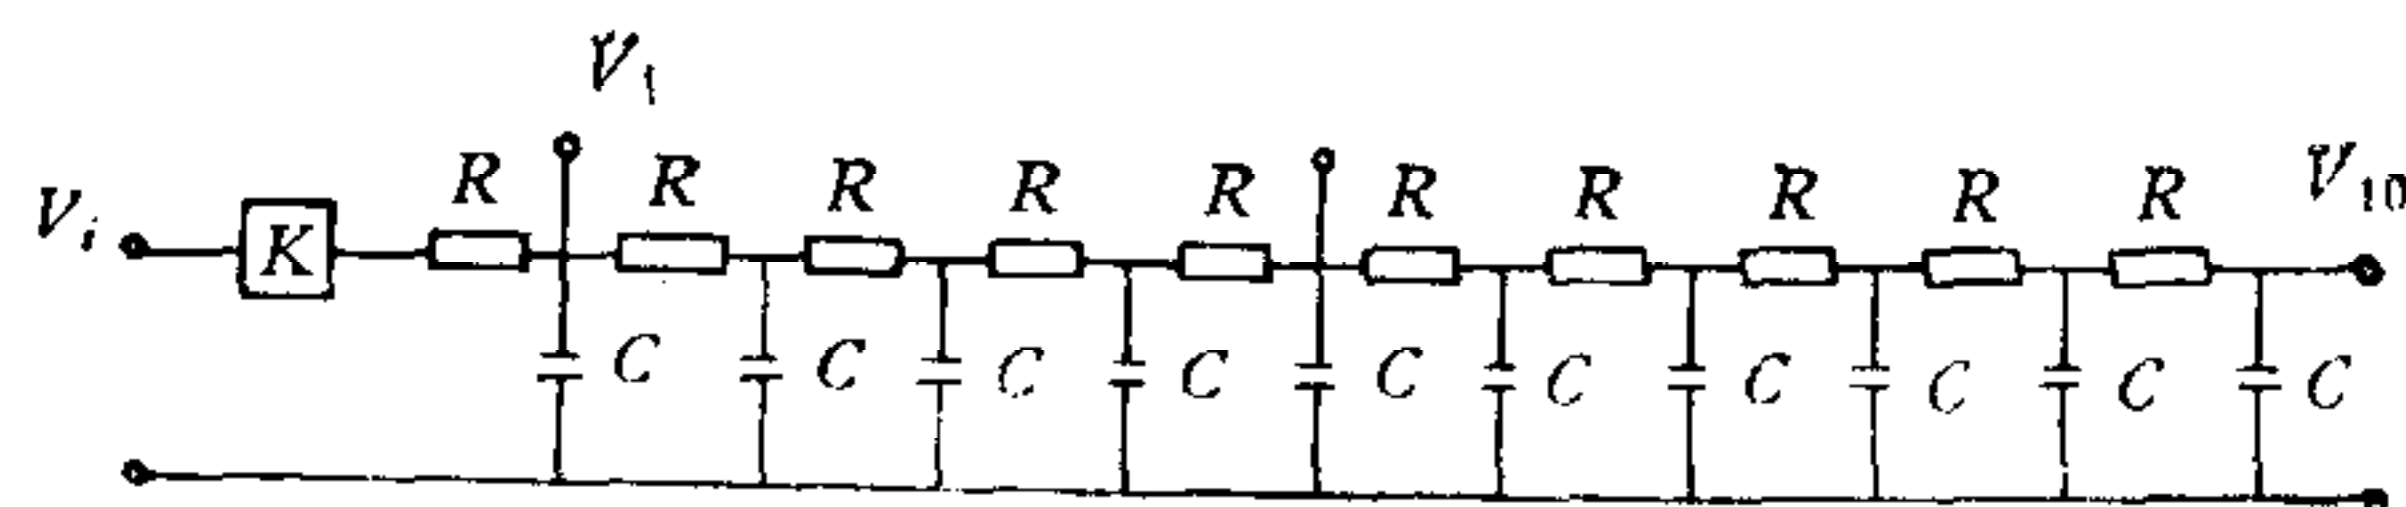 V₁
R R R R R R R R R R
Vᵢ K V₁₀
C C C C C C C C C C